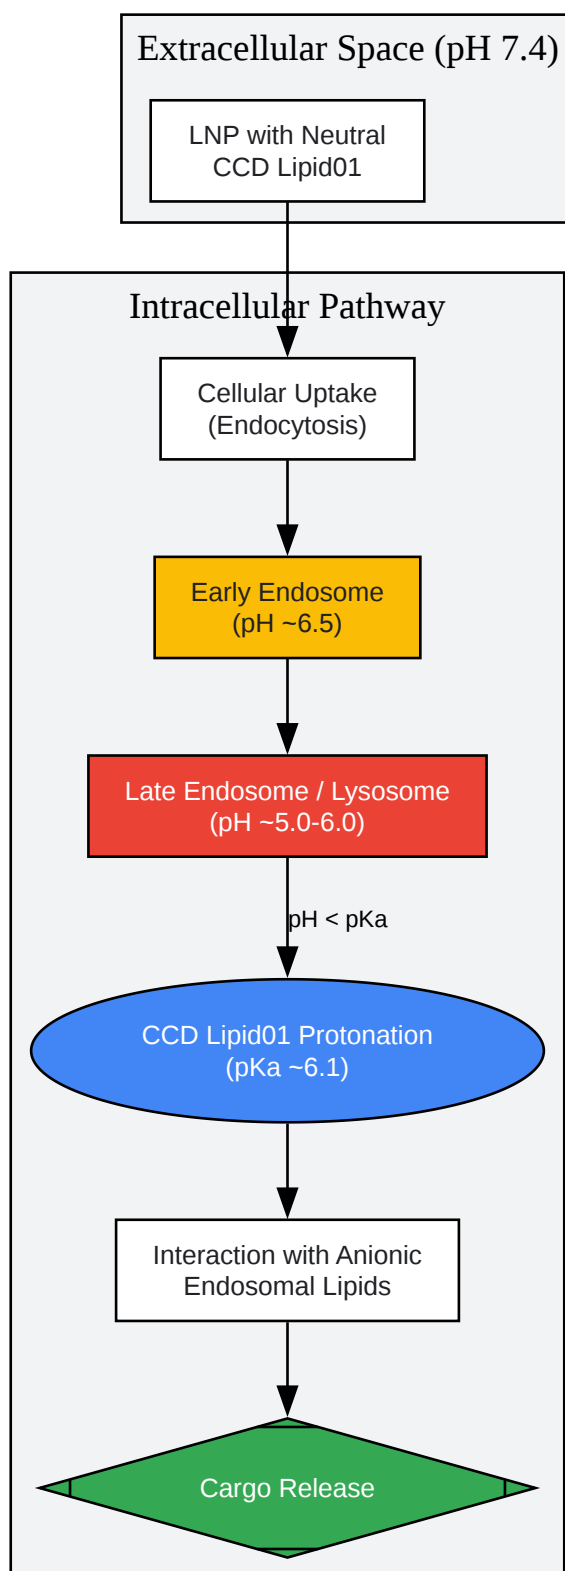 Extracellular Space (pH 7.4)
LNP with Neutral
CCD Lipid01
Intracellular Pathway
Cellular Uptake
(Endocytosis)
Early Endosome
(pH ~6.5)
Late Endosome / Lysosome
(pH ~5.0-6.0)
pH < pKa
CCD Lipid01 Protonation
(pKa ~6.1)
Interaction with Anionic
Endosomal Lipids
Cargo Release